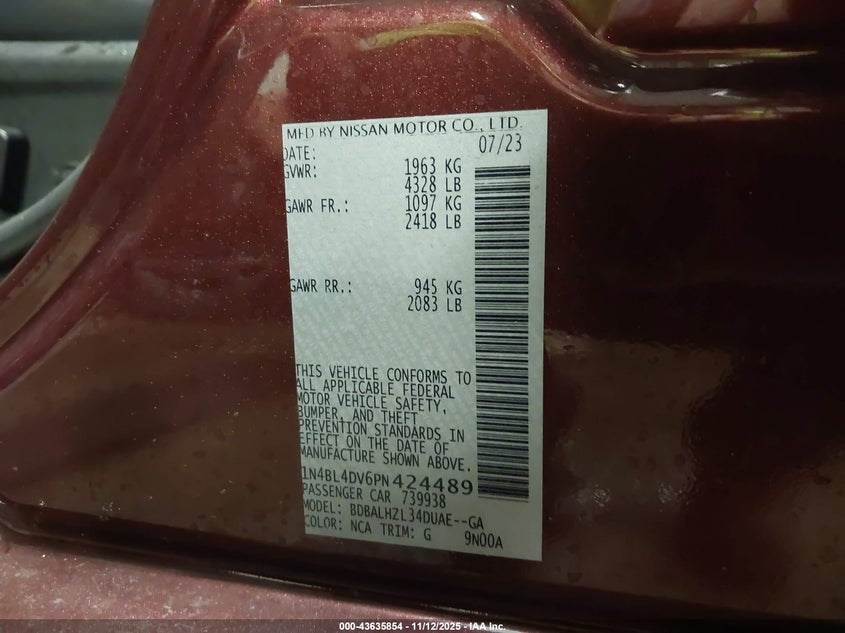 MFD BY NISSAN MOTOR CO., LTD.
DATE: 07/23
GVWR: 1963 KG
4328 LB
GAWR FR.: 1097 KG
2418 LB
GAWR RR.: 945 KG
2083 LB
THIS VEHICLE CONFORMS TO
ALL APPLICABLE FEDERAL
MOTOR VEHICLE SAFETY,
BUMPER, AND THEFT
PREVENTION STANDARDS IN
EFFECT ON THE DATE OF
MANUFACTURE SHOWN ABOVE.
1N4BL4DV6PN424489
PASSENGER CAR 739938
MODEL: BDBALHZL34DUAE--GA
COLOR: NCA TRIM: G 9N00A
000-43635854 - 11/12/2025 - IAA Inc.